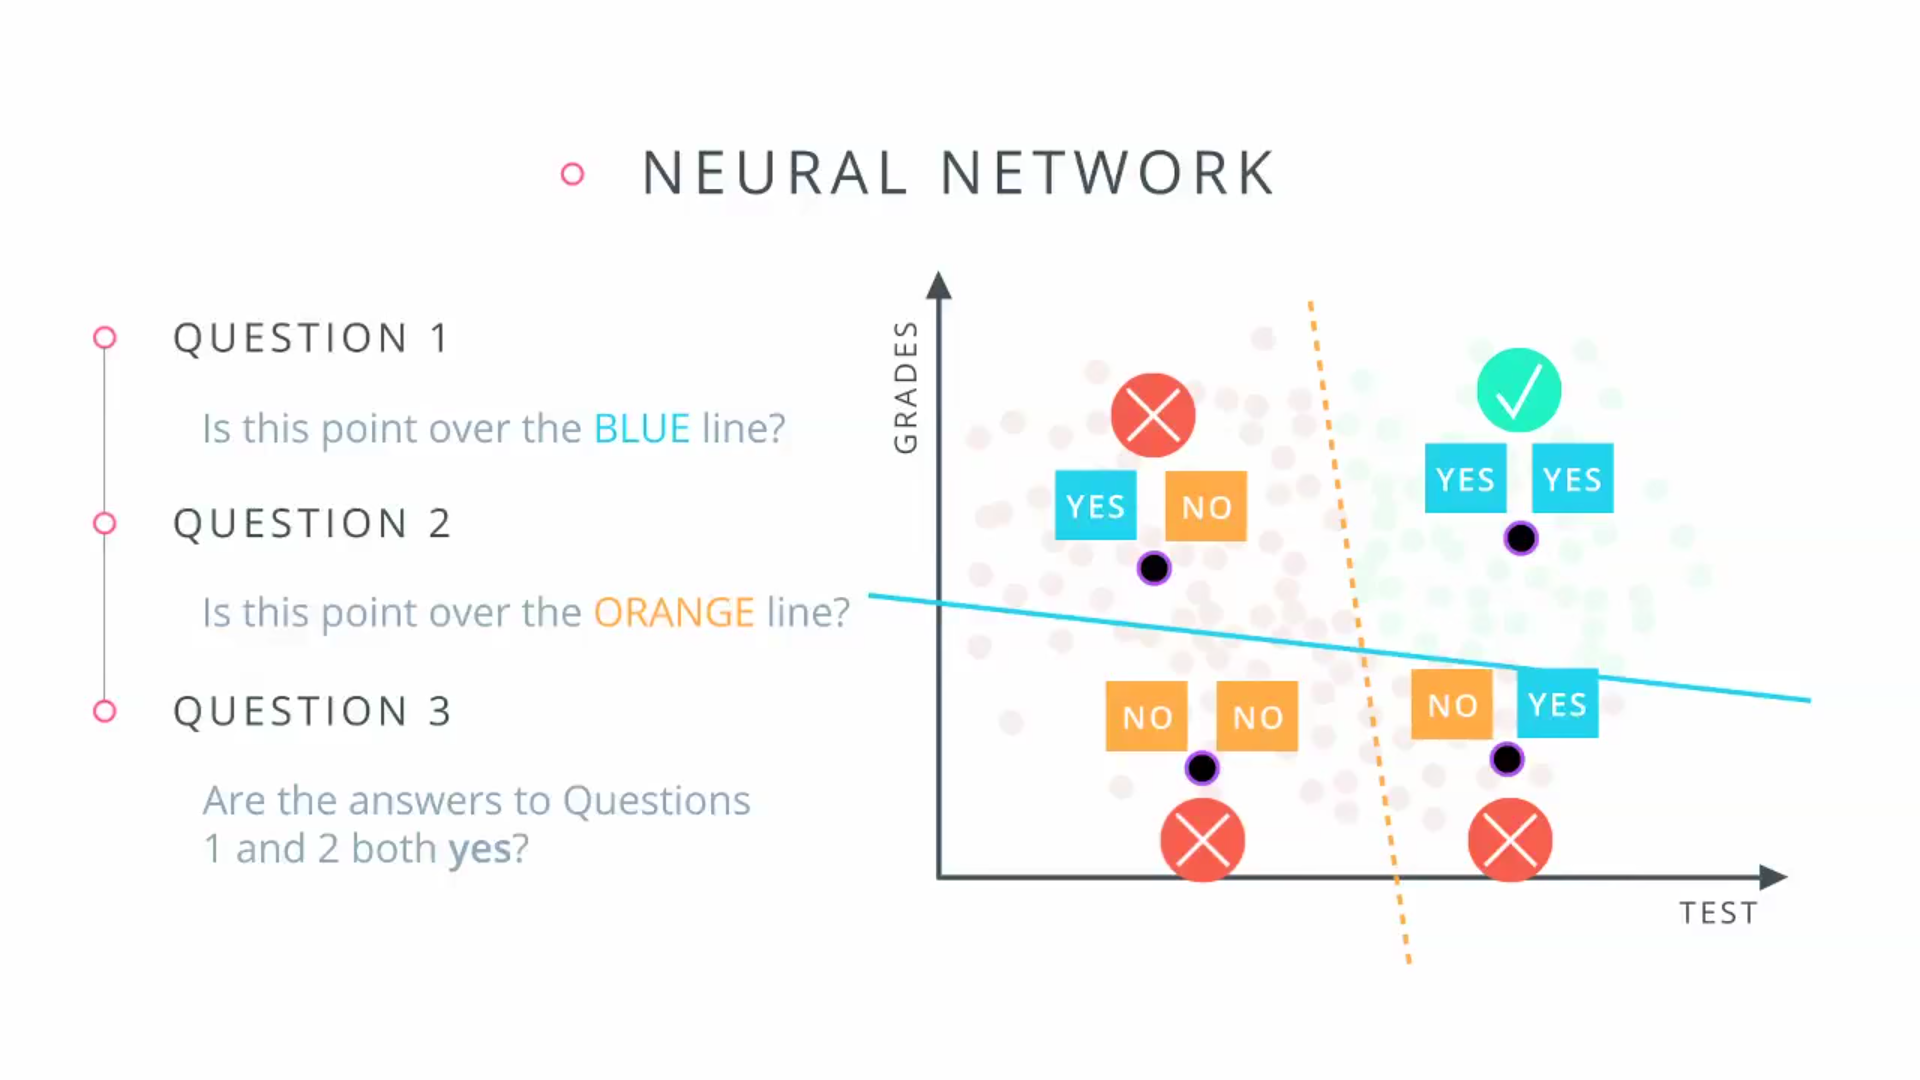 NEURAL NETWORK
QUESTION 1
Is this point over the BLUE line?
QUESTION 2
Is this point over the ORANGE line?
QUESTION 3
Are the answers to Questions
1 and 2 both yes?
GRADES
YES YES
YES NO
NO YES
NO NO
TEST